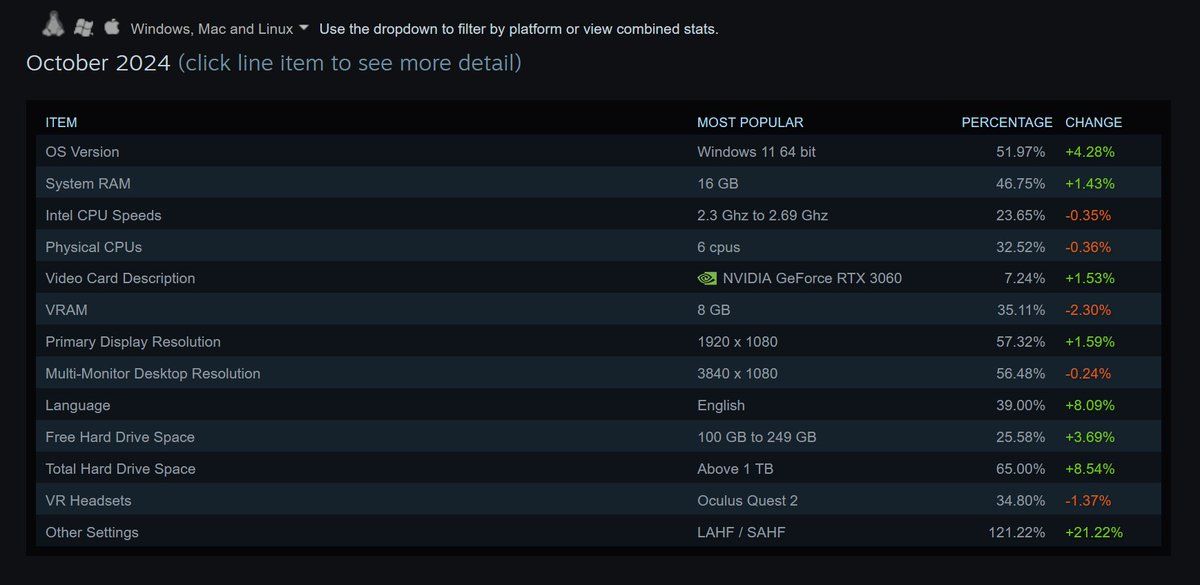 Windows, Mac and Linux Use the dropdown to filter by platform or view combined stats.
October 2024 (click line item to see more detail)
ITEM MOST POPULAR PERCENTAGE CHANGE
OS Version Windows 11 64 bit 51.97% +4.28%
System RAM 16 GB 46.75% +1.43%
Intel CPU Speeds 2.3 Ghz to 2.69 Ghz 23.65% -0.35%
Physical CPUs 6 cpus 32.52% -0.36%
Video Card Description NVIDIA GeForce RTX 3060 7.24% +1.53%
VRAM 8 GB 35.11% -2.30%
Primary Display Resolution 1920 x 1080 57.32% +1.59%
Multi-Monitor Desktop Resolution 3840 x 1080 56.48% -0.24%
Language English 39.00% +8.09%
Free Hard Drive Space 100 GB to 249 GB 25.58% +3.69%
Total Hard Drive Space Above 1 TB 65.00% +8.54%
VR Headsets Oculus Quest 2 34.80% -1.37%
Other Settings LAHF / SAHF 121.22% +21.22%